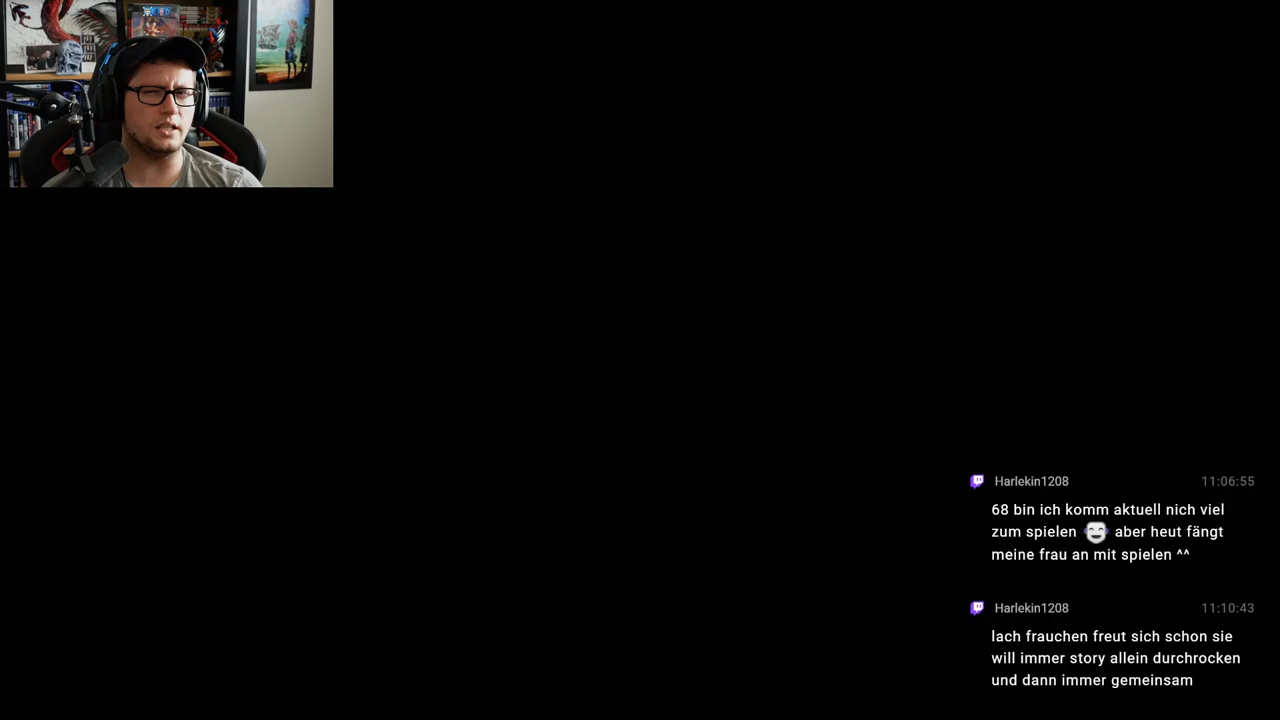 Harlekin1208
11:06:55
68 bin ich komm aktuell nich viel
zum spielen aber heut fängt
meine frau an mit spielen ^^
Harlekin1208
11:10:43
lach frauchen freut sich schon sie
will immer story allein durchrocken
und dann immer gemeinsam